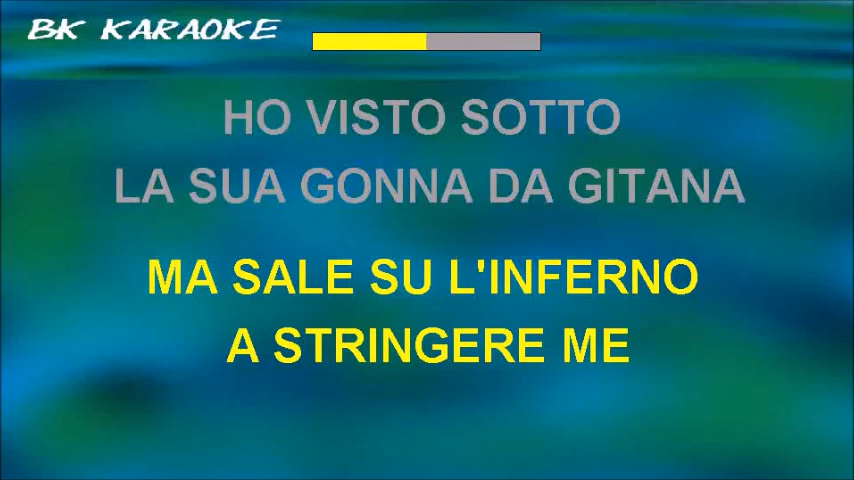 BK KARAOKE
HO VISTO SOTTO
LA SUA GONNA DA GITANA
MA SALE SU L'INFERNO
A STRINGERE ME